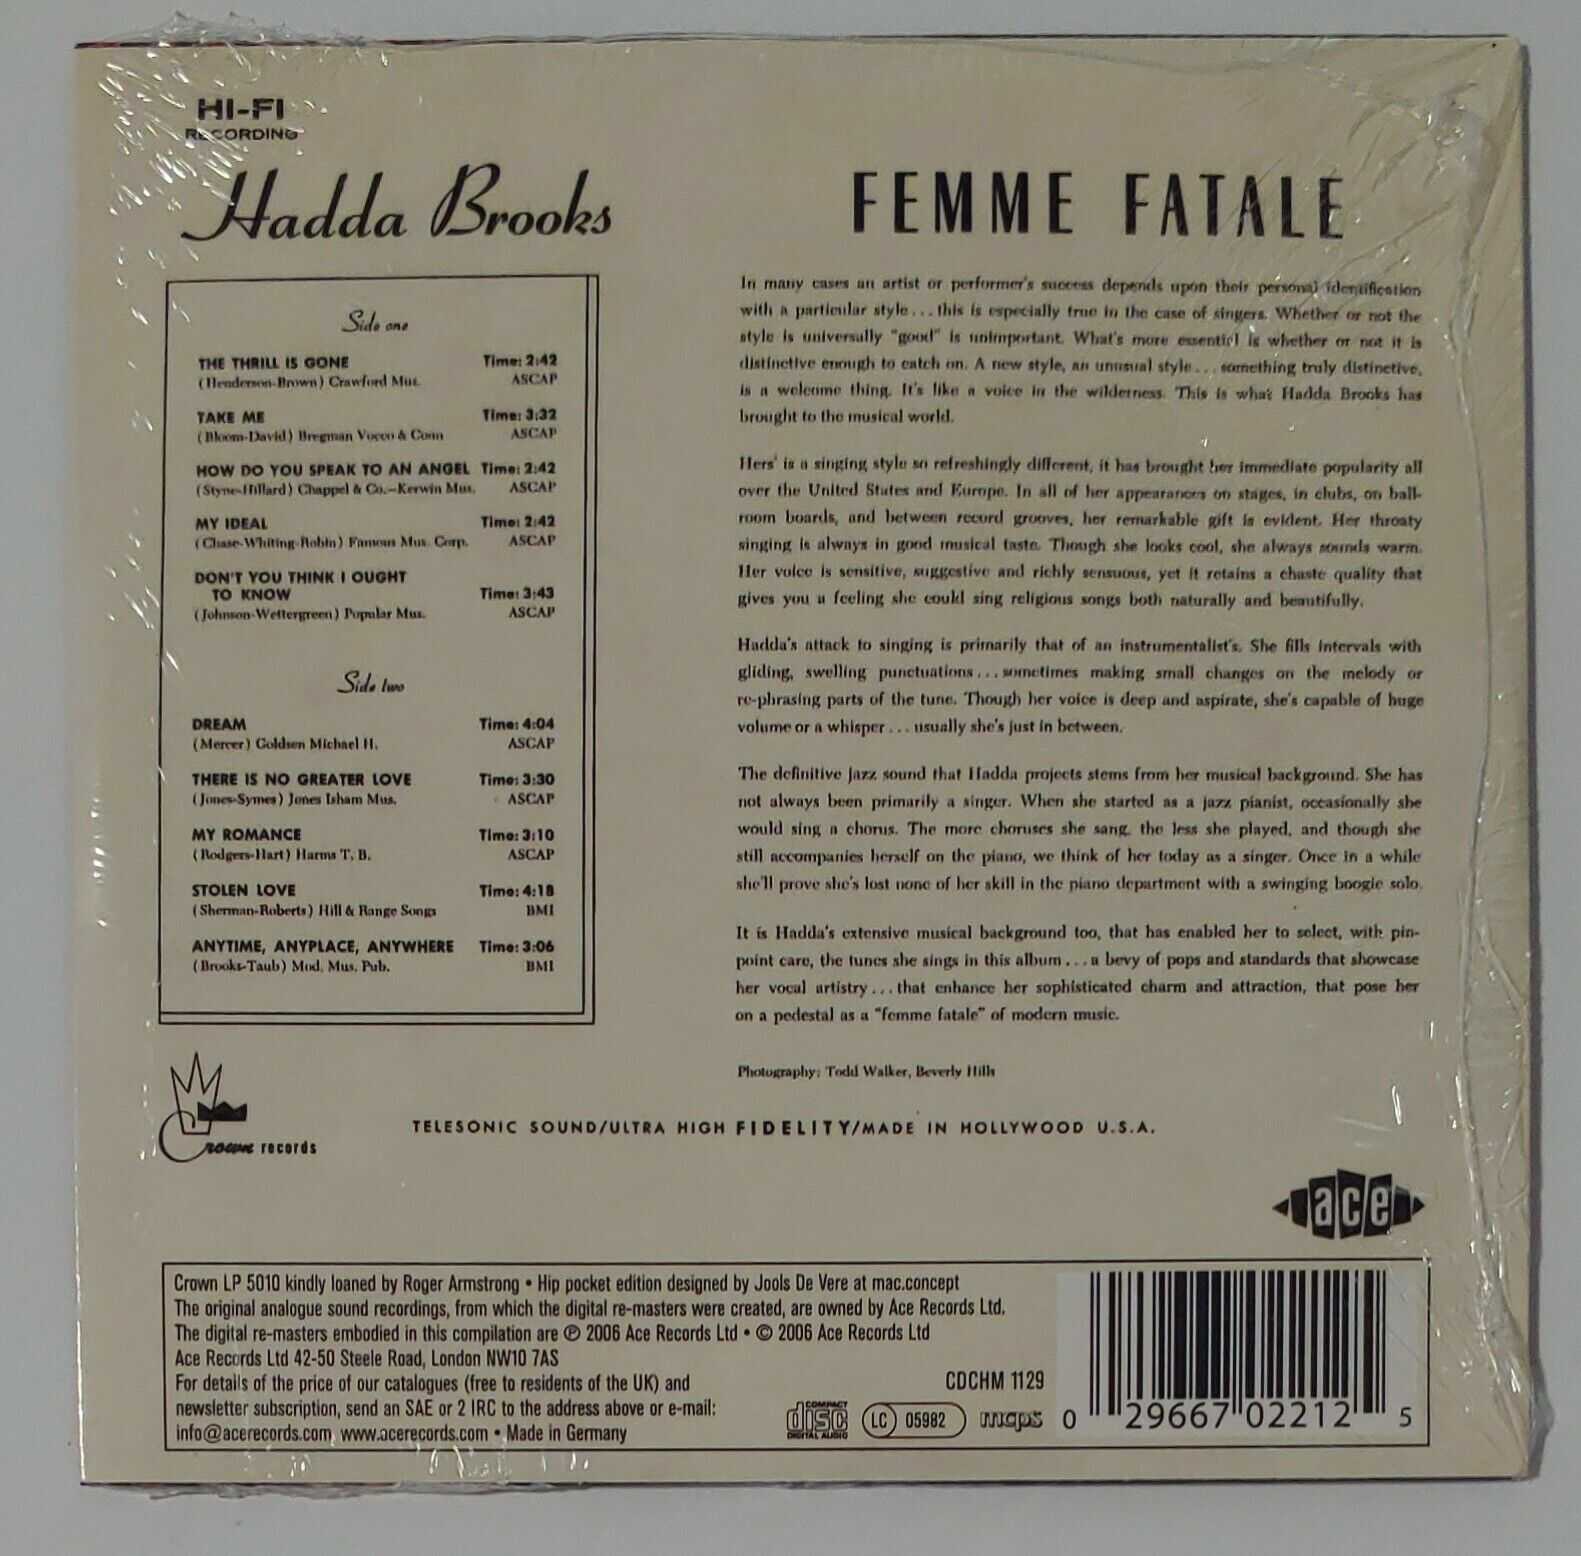 HI-FI
RECORDING
Hadda Brooks
FEMME FATALE
Side one
THE THRILL IS GONE Time: 2:42
(Henderson-Brown) Crawford Mus. ASCAP
TAKE ME Time: 3:32
(Bloom-David) Bregman Vocco & Conn ASCAP
HOW DO YOU SPEAK TO AN ANGEL Time: 2:42
(Styne-Hillard) Chappel & Co.–Kerwin Mus. ASCAP
MY IDEAL Time: 2:42
(Chase-Whiting-Robin) Famous Mus. Corp. ASCAP
DON'T YOU THINK I OUGHT
TO KNOW Time: 3:43
(Johnson-Wettergreen) Popular Mus. ASCAP
Side two
DREAM Time: 4:04
(Mercer) Goldsen Michael H. ASCAP
THERE IS NO GREATER LOVE Time: 3:30
(Jones-Symes) Jones Isham Mus. ASCAP
MY ROMANCE Time: 3:10
(Rodgers-Hart) Harms T. B. ASCAP
STOLEN LOVE Time: 4:18
(Sherman-Roberts) Hill & Range Songs BMI
ANYTIME, ANYPLACE, ANYWHERE Time: 3:06
(Brooks-Taub) Mod. Mus. Pub. BMI
In many cases an artist or performer's success depends upon their personal identification
with a particular style...this is especially true in the case of singers. Whether or not the
style is universally "good" is unimportant. What's more essential is whether or not it is
distinctive enough to catch on. A new style, an unusual style...something truly distinctive,
is a welcome thing. It's like a voice in the wilderness. This is what Hadda Brooks has
brought to the musical world.
Hers' is a singing style so refreshingly different, it has brought her immediate popularity all
over the United States and Europe. In all of her appearances on stages, in clubs, on ball-
room boards, and between record grooves, her remarkable gift is evident. Her throaty
singing is always in good musical taste. Though she looks cool, she always sounds warm.
Her voice is sensitive, suggestive and richly sensuous, yet it retains a chaste quality that
gives you a feeling she could sing religious songs both naturally and beautifully.
Hadda's attack to singing is primarily that of an instrumentalist's. She fills intervals with
gliding, swelling punctuations...sometimes making small changes on the melody or
re-phrasing parts of the tune. Though her voice is deep and aspirate, she's capable of huge
volume or a whisper...usually she's just in between.
The definitive jazz sound that Hadda projects stems from her musical background. She has
not always been primarily a singer. When she started as a jazz pianist, occasionally she
would sing a chorus. The more choruses she sang, the less she played, and though she
still accompanies herself on the piano, we think of her today as a singer. Once in a while
she'll prove she's lost none of her skill in the piano department with a swinging boogie solo.
It is Hadda's extensive musical background too, that has enabled her to select, with pin-
point care, the tunes she sings in this album...a bevy of pops and standards that showcase
her vocal artistry...that enhance her sophisticated charm and attraction, that pose her
on a pedestal as a "femme fatale" of modern music.
Photography: Todd Walker, Beverly Hills
Crown records
TELESONIC SOUND/ULTRA HIGH FIDELITY/MADE IN HOLLYWOOD U.S.A.
ace
Crown LP 5010 kindly loaned by Roger Armstrong • Hip pocket edition designed by Jools De Vere at mac.concept
The original analogue sound recordings, from which the digital re-masters were created, are owned by Ace Records Ltd.
The digital re-masters embodied in this compilation are ℗ 2006 Ace Records Ltd • © 2006 Ace Records Ltd
Ace Records Ltd 42-50 Steele Road, London NW10 7AS
For details of the price of our catalogues (free to residents of the UK) and
newsletter subscription, send an SAE or 2 IRC to the address above or e-mail:
info@acerecords.com www.acerecords.com • Made in Germany
CDCHM 1129
COMPACT
disc
DIGITAL AUDIO
LC 05982
mcps
0 29667 02212 5